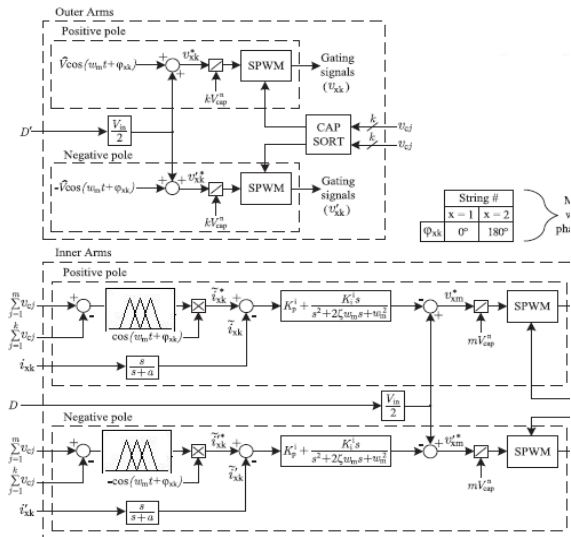 Outer Arms
Positive pole
V̂cos(wₘt+φₓₖ)
+
+
v*ₓₖ
SPWM
Gating
signals
(vₓₖ)
kVⁿcap
D'
Vin/2
CAP
SORT
k
vcj
k
vcj
Negative pole
-V̂cos(wₘt+φₓₖ)
+
+
v'*ₓₖ
SPWM
Gating
signals
(v'ₓₖ)
kVⁿcap
String #
x = 1 x = 2
φₓₖ 0° 180°
M
v
pha
Inner Arms
Positive pole
m∑j=1 vcj
+
-
k∑j=1 vcj
cos(wₘt+φₓₖ)
ĩ*ₓₖ
+
-
ĩₓₖ
Kⁱp + Kⁱᵢs/(s²+2ζwₘs+wₘ²)
-
+
v*ₓₘ
SPWM
mVⁿcap
iₓₖ
s/(s+a)
D
Vin/2
Negative pole
m∑j=1 vcj
+
-
k∑j=1 vcj
-cos(wₘt+φₓₖ)
ĩ'*ₓₖ
+
-
ĩ'ₓₖ
Kⁱp + Kⁱᵢs/(s²+2ζwₘs+wₘ²)
-
+
v'*ₓₘ
SPWM
mVⁿcap
i'ₓₖ
s/(s+a)